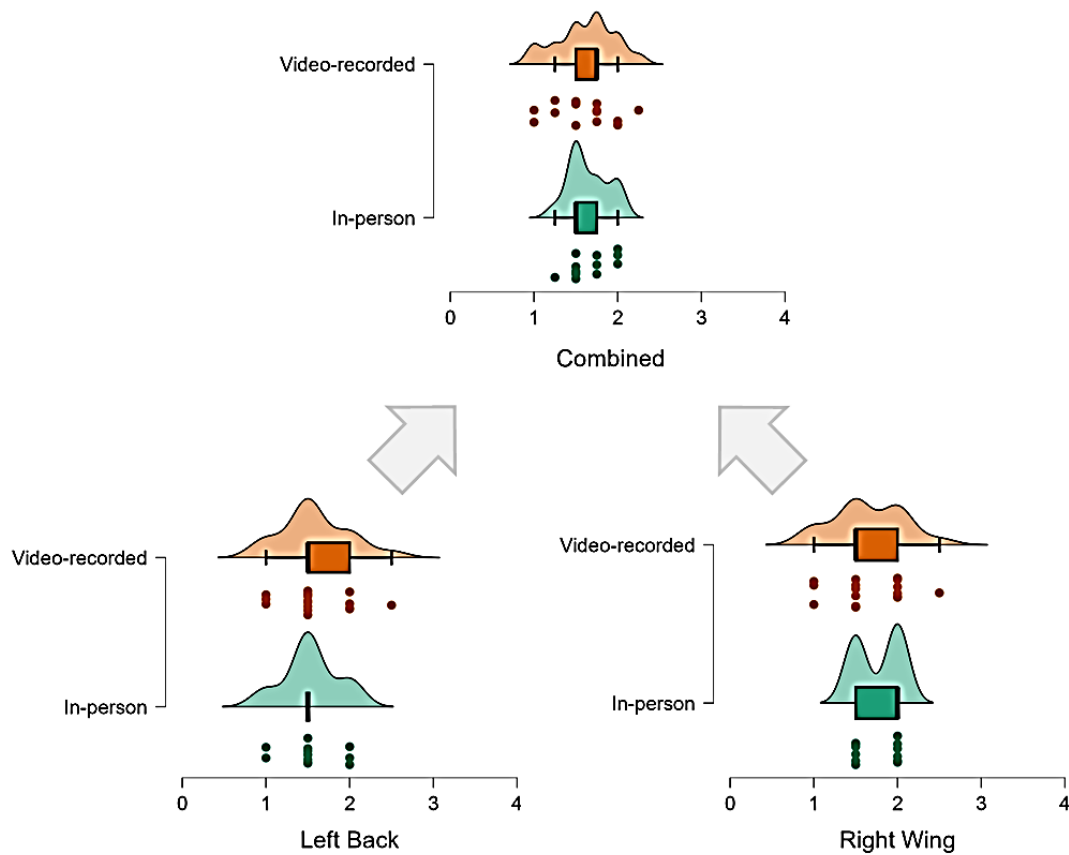 Video-recorded
In-person
0 1 2 3 4
Combined
Video-recorded
In-person
0 1 2 3 4
Left Back
Video-recorded
In-person
0 1 2 3 4
Right Wing